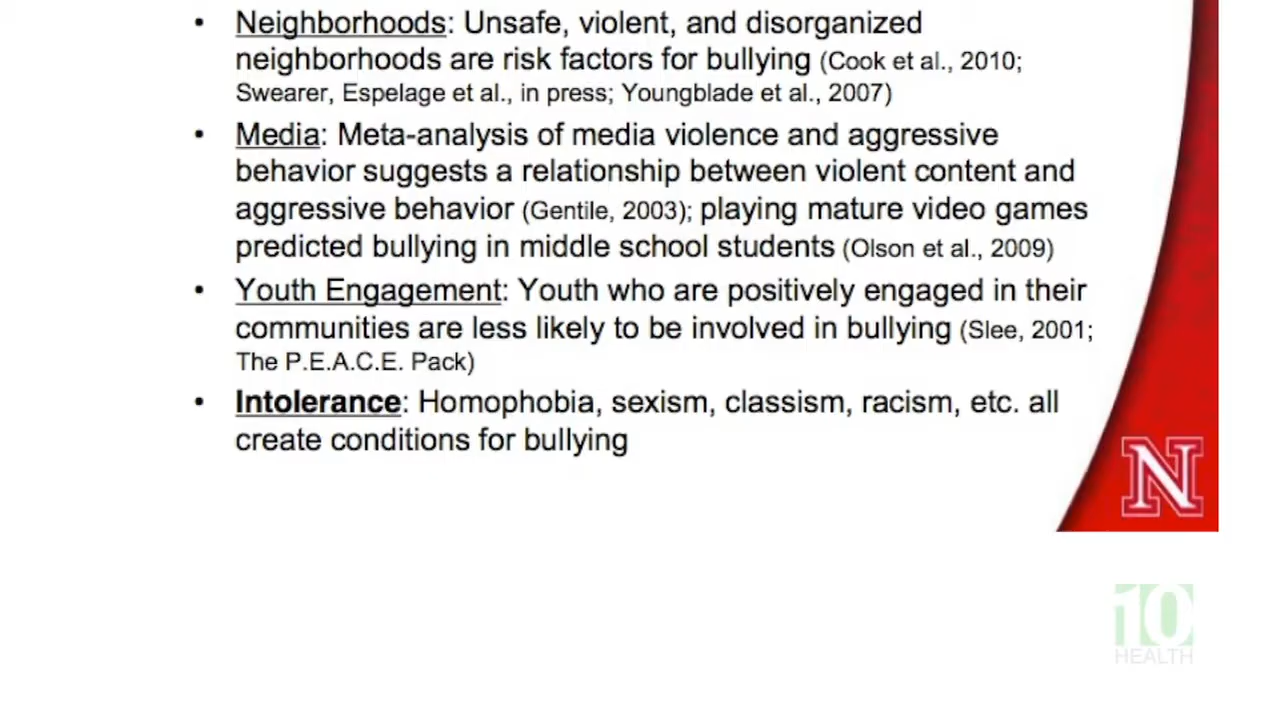 • Neighborhoods: Unsafe, violent, and disorganized
neighborhoods are risk factors for bullying (Cook et al., 2010;
Swearer, Espelage et al., in press; Youngblade et al., 2007)
• Media: Meta-analysis of media violence and aggressive
behavior suggests a relationship between violent content and
aggressive behavior (Gentile, 2003); playing mature video games
predicted bullying in middle school students (Olson et al., 2009)
• Youth Engagement: Youth who are positively engaged in their
communities are less likely to be involved in bullying (Slee, 2001;
The P.E.A.C.E. Pack)
• Intolerance: Homophobia, sexism, classism, racism, etc. all
create conditions for bullying
N
10
HEALTH